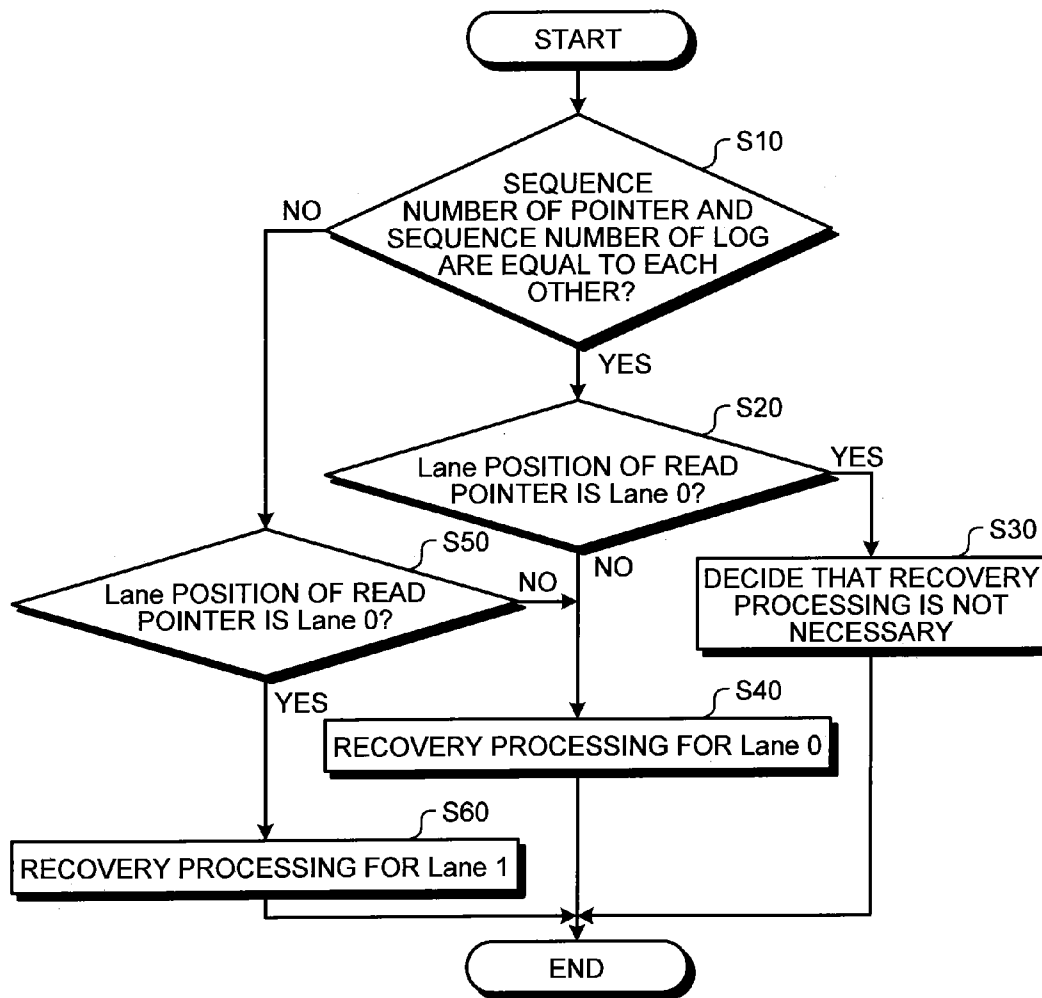 START
S10
SEQUENCE
NUMBER OF POINTER AND
SEQUENCE NUMBER OF LOG
ARE EQUAL TO EACH
OTHER?
NO
YES
S20
Lane POSITION OF READ
POINTER IS Lane 0?
YES
NO
S30
DECIDE THAT RECOVERY
PROCESSING IS NOT
NECESSARY
S50
Lane POSITION OF READ
POINTER IS Lane 0?
NO
YES
S40
RECOVERY PROCESSING FOR Lane 0
S60
RECOVERY PROCESSING FOR Lane 1
END